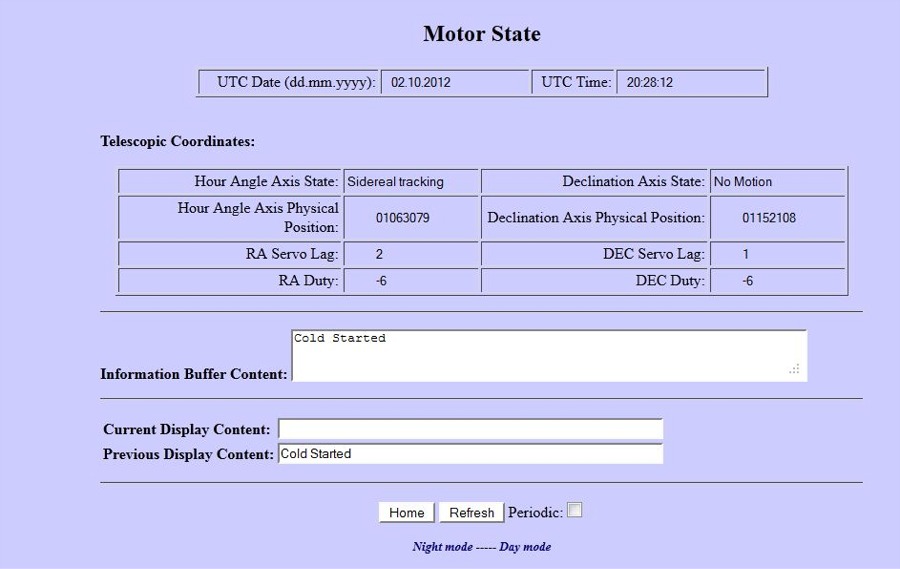 Motor State
UTC Date (dd.mm.yyyy): 02.10.2012 UTC Time: 20:28:12
Telescopic Coordinates:
Hour Angle Axis State: Sidereal tracking Declination Axis State: No Motion
Hour Angle Axis Physical
Position: 01063079 Declination Axis Physical Position: 01152108
RA Servo Lag: 2 DEC Servo Lag: 1
RA Duty: -6 DEC Duty: -6
Cold Started
Information Buffer Content:
Current Display Content:
Previous Display Content: Cold Started
Home Refresh Periodic:
Night mode ----- Day mode